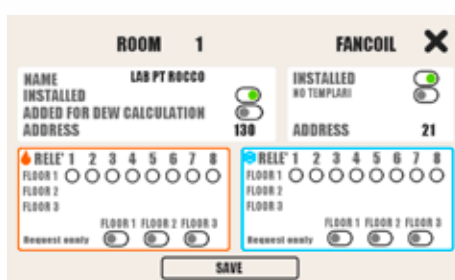 ROOM 1 FANCOIL
NAME LAB PT ROCCO
INSTALLED
ADDED FOR DEW CALCULATION
ADDRESS 130
INSTALLED
NO TEMPLARI
ADDRESS 21
RELE' 1 2 3 4 5 6 7 8
FLOOR 1
FLOOR 2
FLOOR 3
FLOOR 1 FLOOR 2 FLOOR 3
Request only
RELE' 1 2 3 4 5 6 7 8
FLOOR 1
FLOOR 2
FLOOR 3
FLOOR 1 FLOOR 2 FLOOR 3
Request only
SAVE